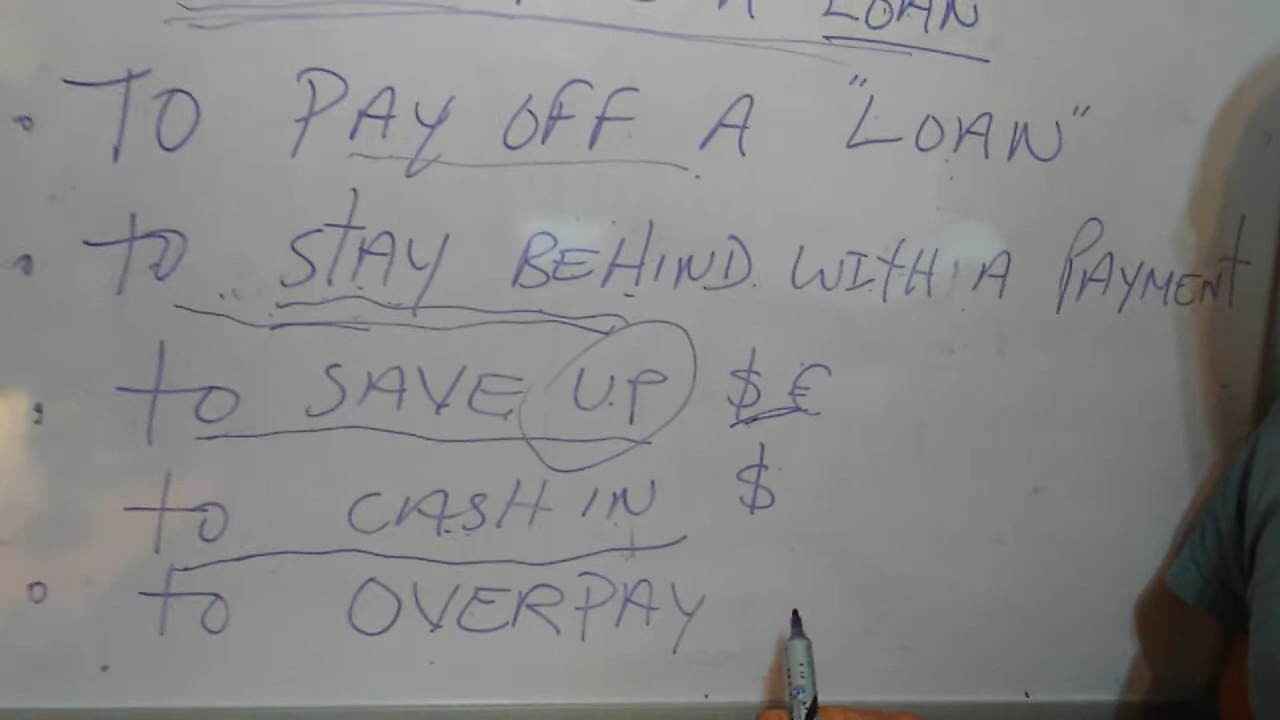 A LOAN
• TO PAY OFF A "LOAN"
• to STAY BEHIND WITH A PAYMENT
• to SAVE UP $ €
to CASH IN $
• to OVERPAY